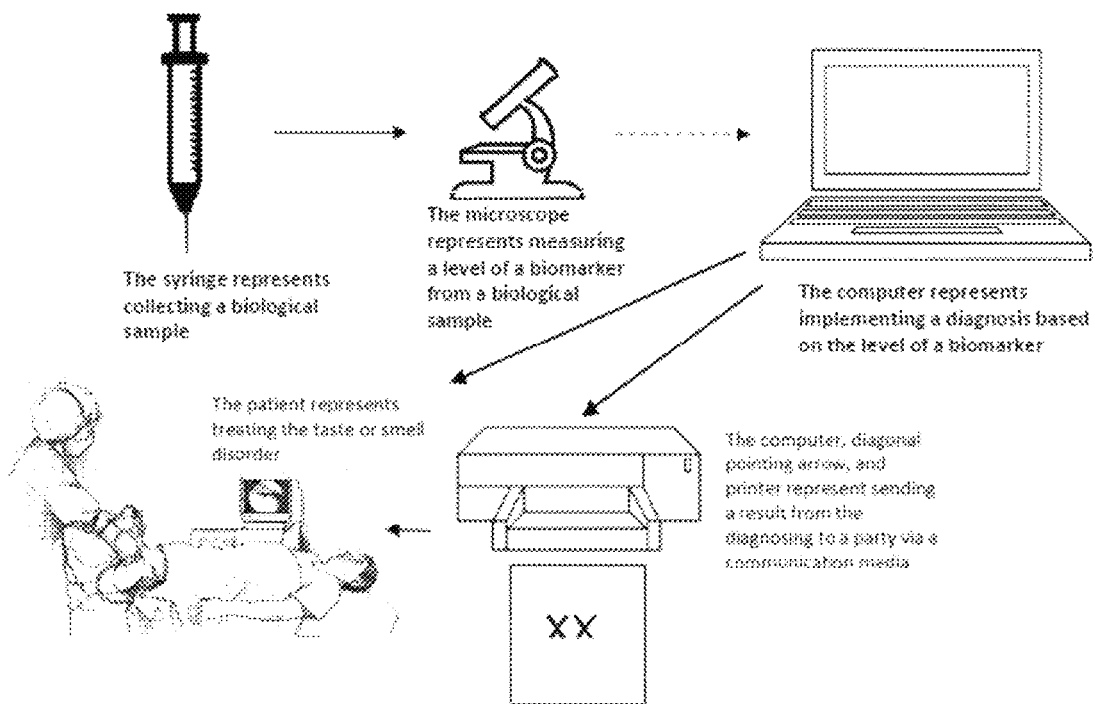 The syringe represents
collecting a biological
sample
The microscope
represents measuring
a level of a biomarker
from a biological
sample
The computer represents
implementing a diagnosis based
on the level of a biomarker
The patient represents
treating the taste or smell
disorder
The computer, diagonal
pointing arrow, and
printer represent sending
a result from the
diagnosing to a party via a
communication media
XX